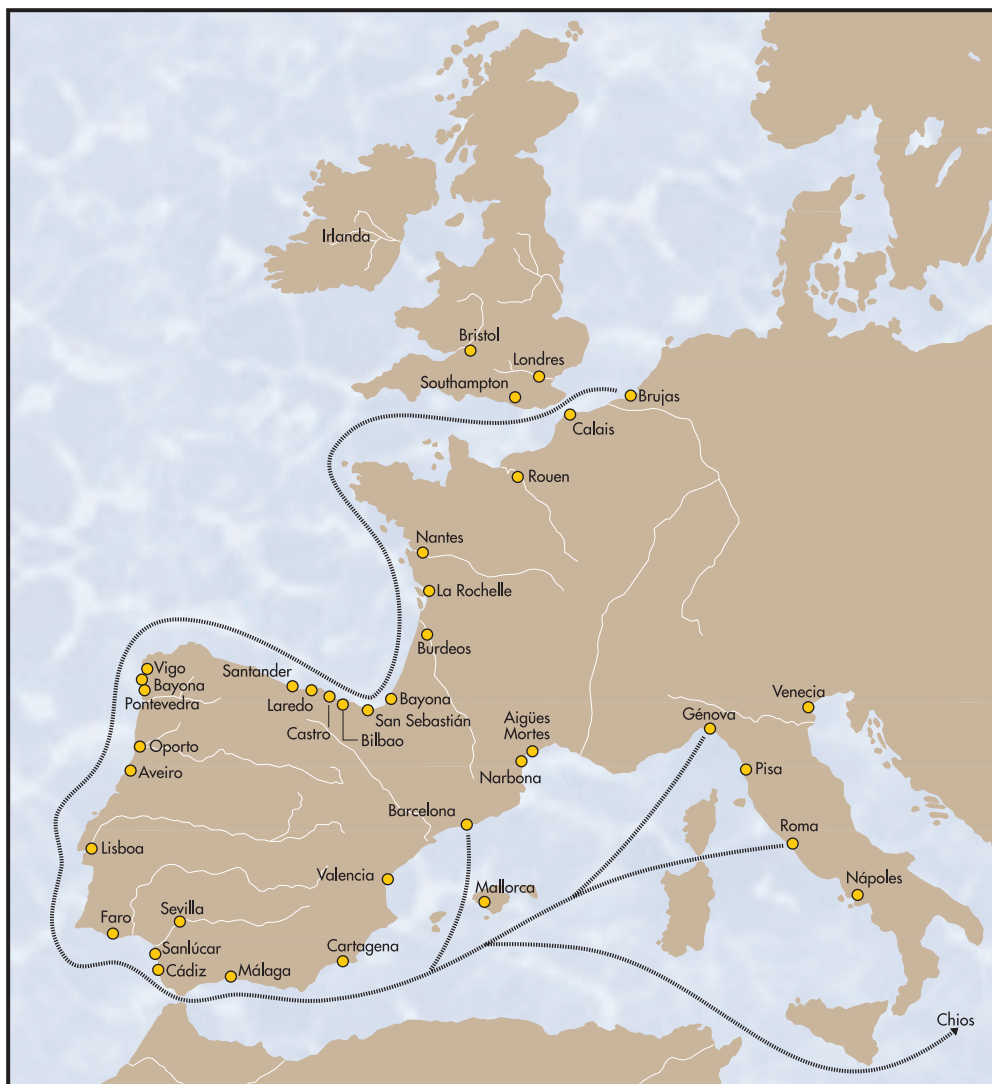 Irlanda
Bristol
Londres
Southampton
Brujas
Calais
Rouen
Nantes
La Rochelle
Burdeos
Vigo
Bayona
Pontevedra
Santander
Laredo
Castro
Bilbao
San Sebastián
Bayona
Venecia
Génova
Aigües
Mortes
Narbona
Pisa
Oporto
Aveiro
Barcelona
Roma
Lisboa
Valencia
Mallorca
Nápoles
Faro
Sevilla
Sanlúcar
Cádiz
Málaga
Cartagena
Chios